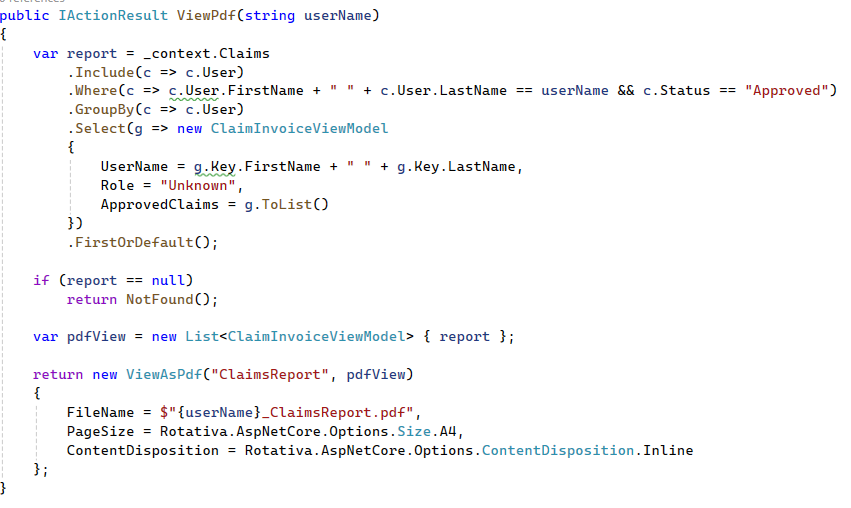 0 references
public IActionResult ViewPdf(string userName)
{
    var report = _context.Claims
        .Include(c => c.User)
        .Where(c => c.User.FirstName + " " + c.User.LastName == userName && c.Status == "Approved")
        .GroupBy(c => c.User)
        .Select(g => new ClaimInvoiceViewModel
        {
            UserName = g.Key.FirstName + " " + g.Key.LastName,
            Role = "Unknown",
            ApprovedClaims = g.ToList()
        })
        .FirstOrDefault();
    if (report == null)
        return NotFound();
    var pdfView = new List<ClaimInvoiceViewModel> { report };
    return new ViewAsPdf("ClaimsReport", pdfView)
    {
        FileName = $"{userName}_ClaimsReport.pdf",
        PageSize = Rotativa.AspNetCore.Options.Size.A4,
        ContentDisposition = Rotativa.AspNetCore.Options.ContentDisposition.Inline
    };
}